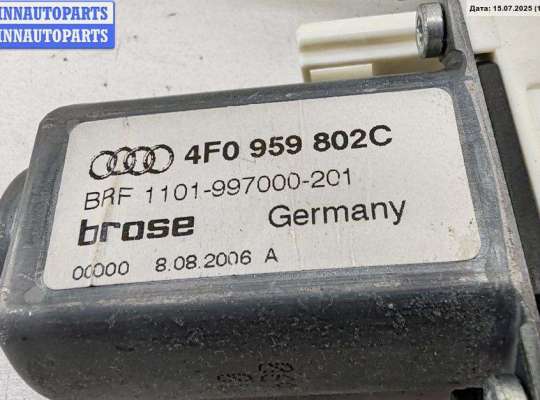 INNAUTOPARTS
INNAUTOPARTS
Дата: 15.07.2025 (1
4F0 959 802C
BRF 1101-997000-201
brose Germany
00000 8.08.2006 A